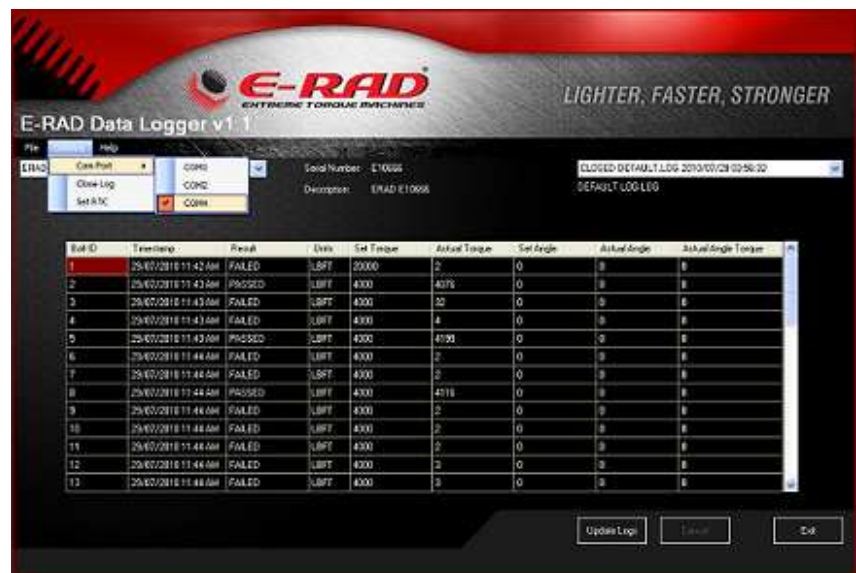 E-RAD
EXTREME TORQUE MACHINES
LIGHTER, FASTER, STRONGER
E-RAD Data Logger v1.1
File Help
ERAD Com Port COM1 Serial Number E10666 CLOSED DEFAULT.LOG 2010/07/29 03:56:32
Close Log COM2 Description ERAD E10666 DEFAULT LOG.LOG
Set RTC COM4
Bolt ID Timestamp Result Units Set Torque Actual Torque Set Angle Actual Angle Actual Angle Torque
1 29/07/2010 11:42 AM FAILED LBFT 20000 2 0 0 0
2 29/07/2010 11:43 AM PASSED LBFT 4000 4076 0 0 0
3 29/07/2010 11:43 AM FAILED LBFT 4000 32 0 0 0
4 29/07/2010 11:43 AM FAILED LBFT 4000 4 0 0 0
5 29/07/2010 11:43 AM PASSED LBFT 4000 0 0 0
6 29/07/2010 11:44 AM FAILED LBFT 4000 2 0 0 0
7 29/07/2010 11:44 AM FAILED LBFT 4000 2 0 0 0
8 29/07/2010 11:44 AM PASSED LBFT 4000 4116 0 0 0
9 29/07/2010 11:44 AM FAILED LBFT 4000 2 0 0 0
10 29/07/2010 11:44 AM FAILED LBFT 4000 2 0 0 0
11 29/07/2010 11:44 AM FAILED LBFT 4000 2 0 0 0
12 29/07/2010 11:44 AM FAILED LBFT 4000 3 0 0 0
13 29/07/2010 11:44 AM FAILED LBFT 4000 3 0 0 0
Update Logs Exit